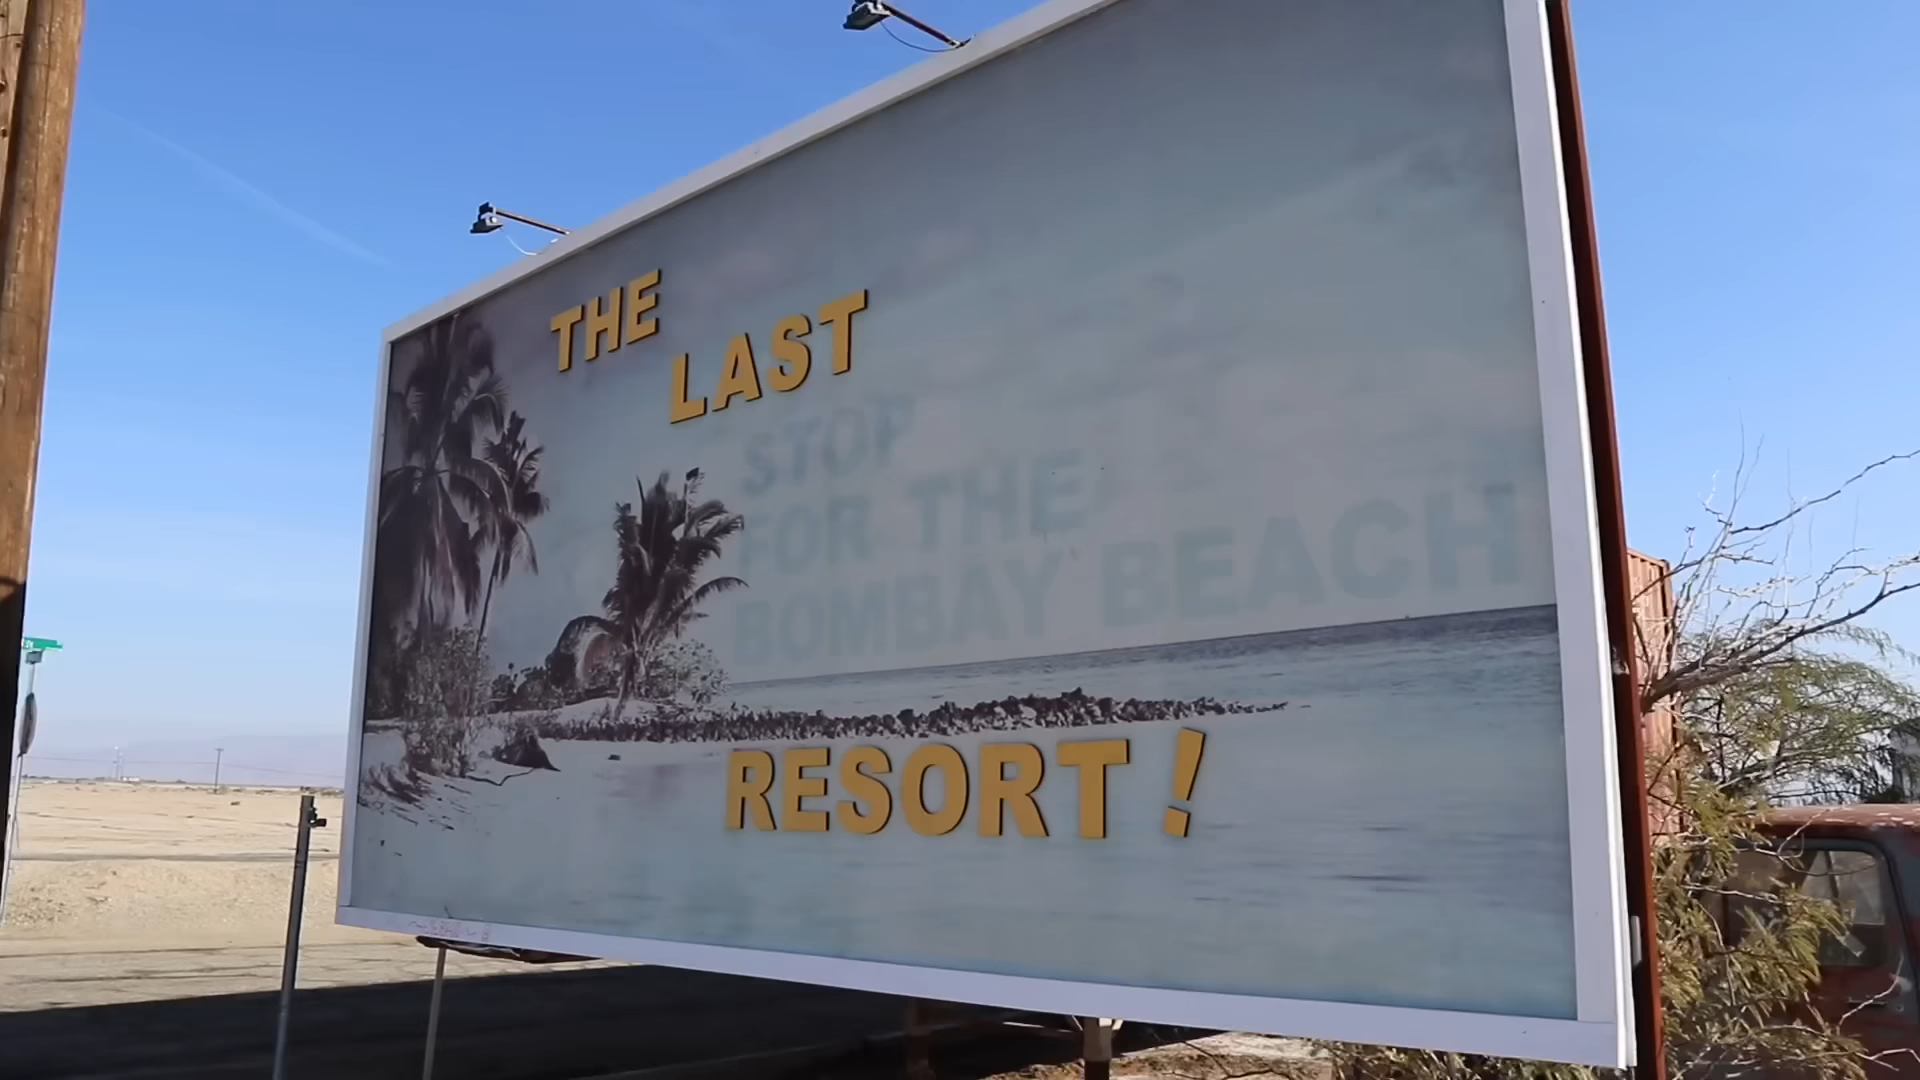 THE
LAST
STOP
FOR THE
BOMBAY BEACH
RESORT!